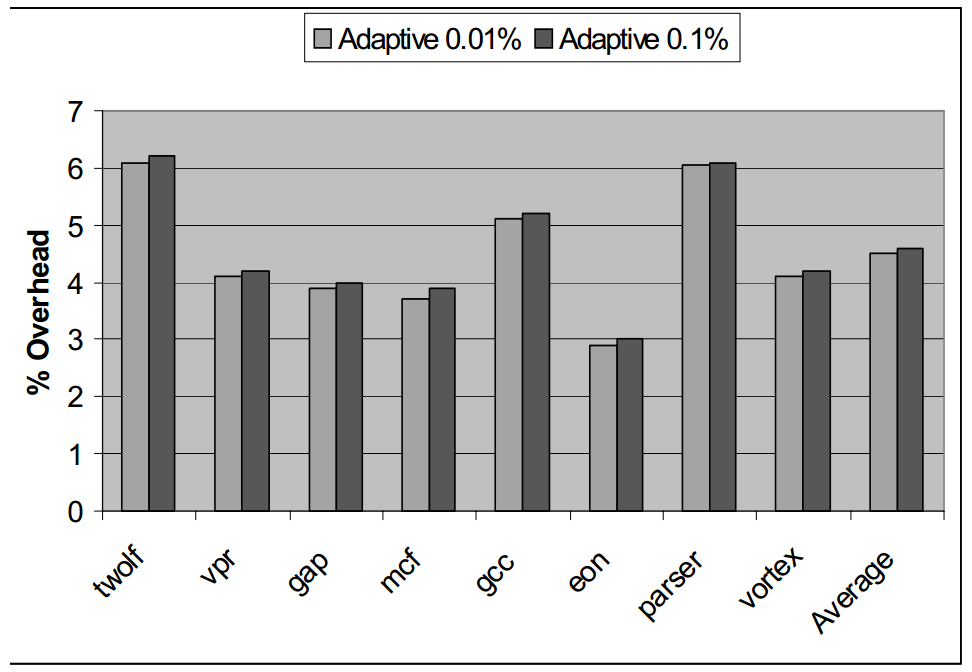 Adaptive 0.01% Adaptive 0.1%
7
6
5
4
3
2
1
0
% Overhead
twolf
vpr
gap
mcf
gcc
eon
parser
vortex
Average